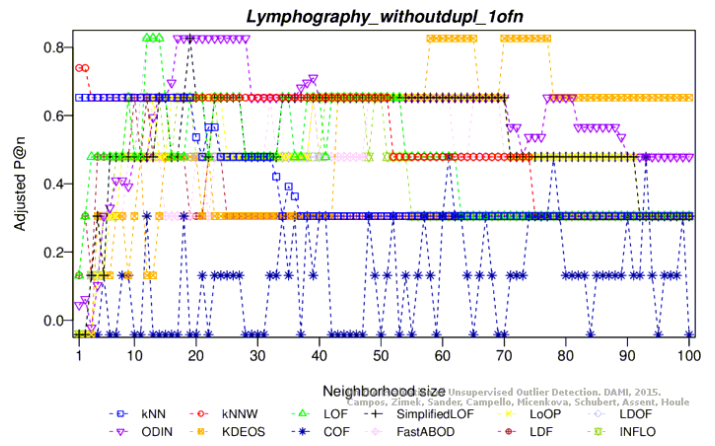 Lymphography_withoutdupl_1ofn
Adjusted P@n
0.8
0.6
0.4
0.2
0.0
1 10 20 30 40 50 60 70 80 90 100
Neighborhood size
Unsupervised Outlier Detection. DAMI, 2015.
Campos, Zimek, Sander, Campello, Micenkova, Schubert, Assent, Houle
kNN kNNW LOF SimplifiedLOF LoOP LDOF
ODIN KDEOS COF FastABOD LDF INFLO